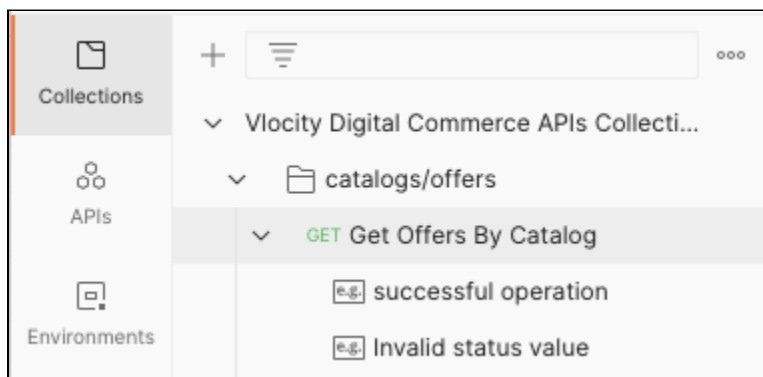 Collections
Vlocity Digital Commerce APIs Collecti...
catalogs/offers
APIs
GET Get Offers By Catalog
e.g. successful operation
Environments
e.g. Invalid status value